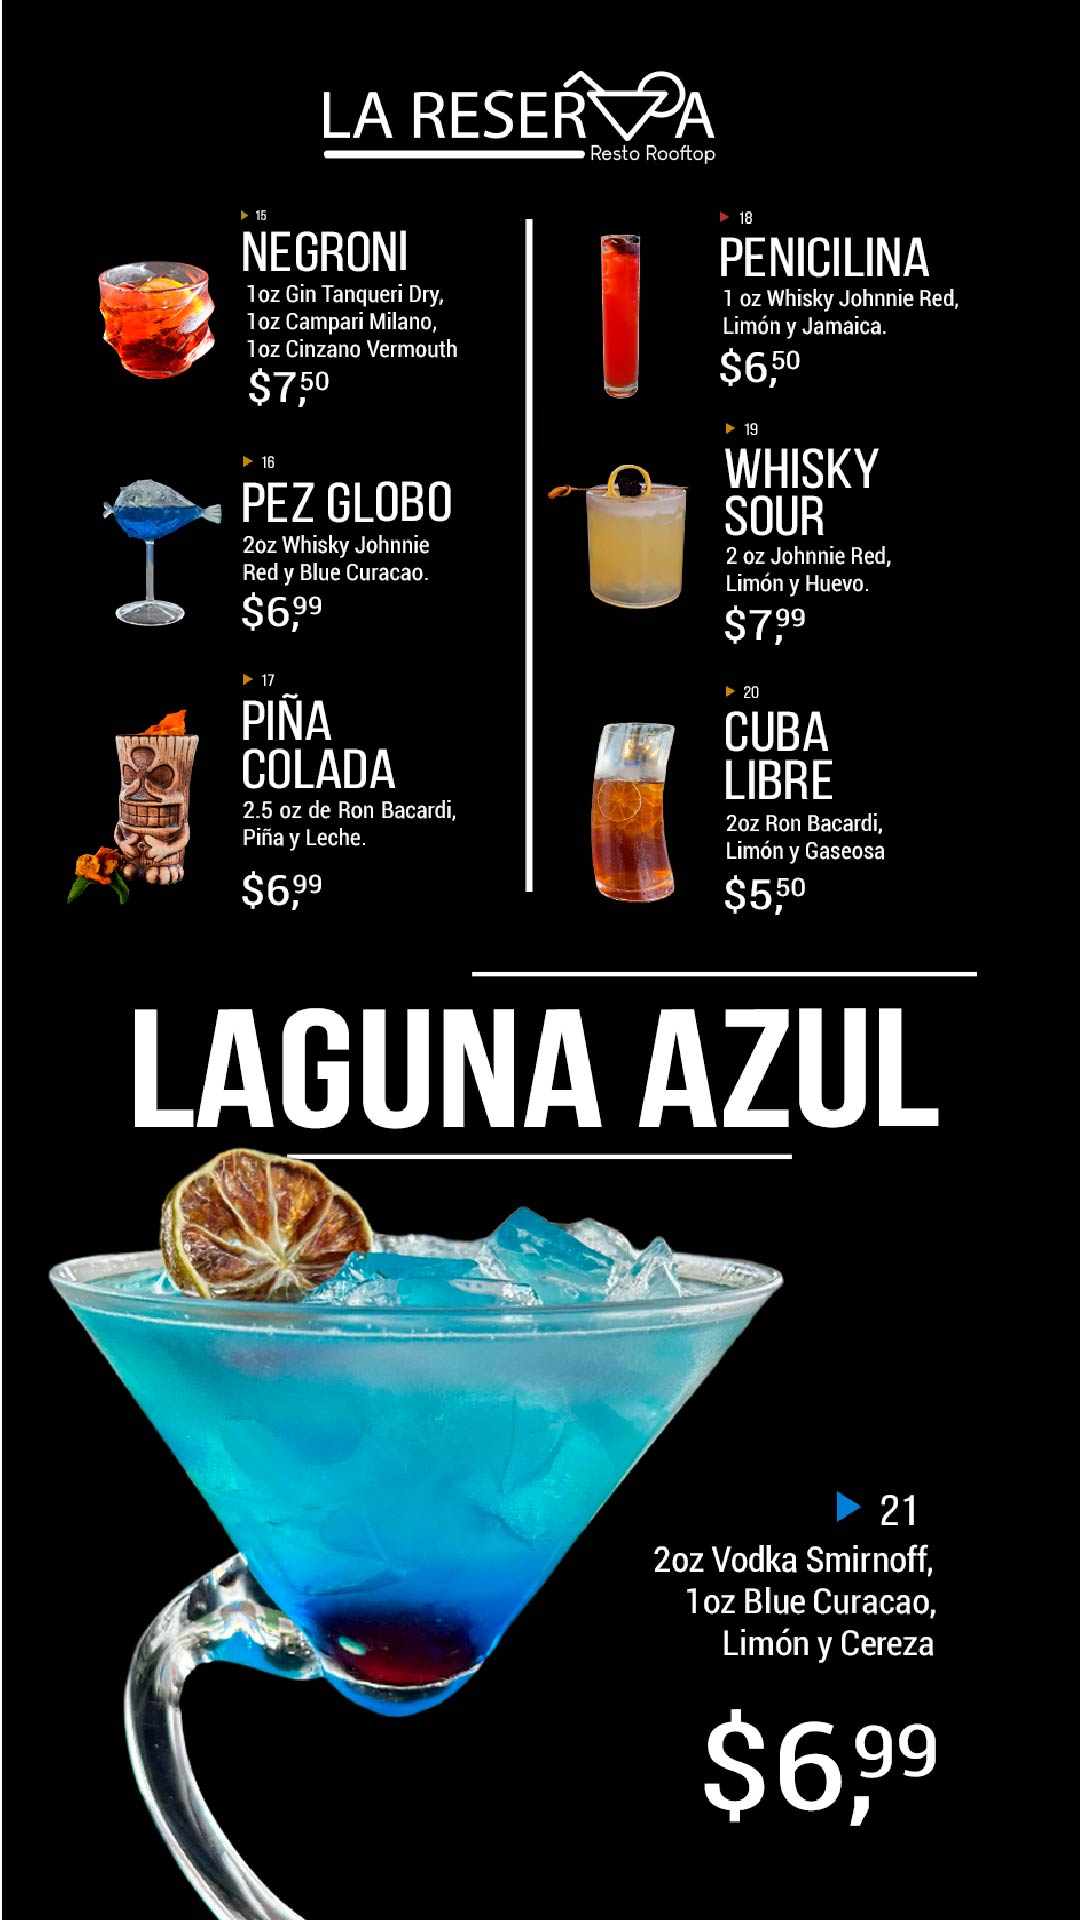 LA RESERVA
Resto Rooftop
15
NEGRONI
1oz Gin Tanqueri Dry,
1oz Campari Milano,
1oz Cinzano Vermouth
$7,50
16
PEZ GLOBO
2oz Whisky Johnnie
Red y Blue Curacao.
$6,99
17
PIÑA
COLADA
2.5 oz de Ron Bacardi,
Piña y Leche.
$6,99
18
PENICILINA
1 oz Whisky Johnnie Red,
Limón y Jamaica.
$6,50
19
WHISKY
SOUR
2 oz Johnnie Red,
Limón y Huevo.
$7,99
20
CUBA
LIBRE
2oz Ron Bacardi,
Limón y Gaseosa
$5,50
LAGUNA AZUL
21
2oz Vodka Smirnoff,
1oz Blue Curacao,
Limón y Cereza
$6,99